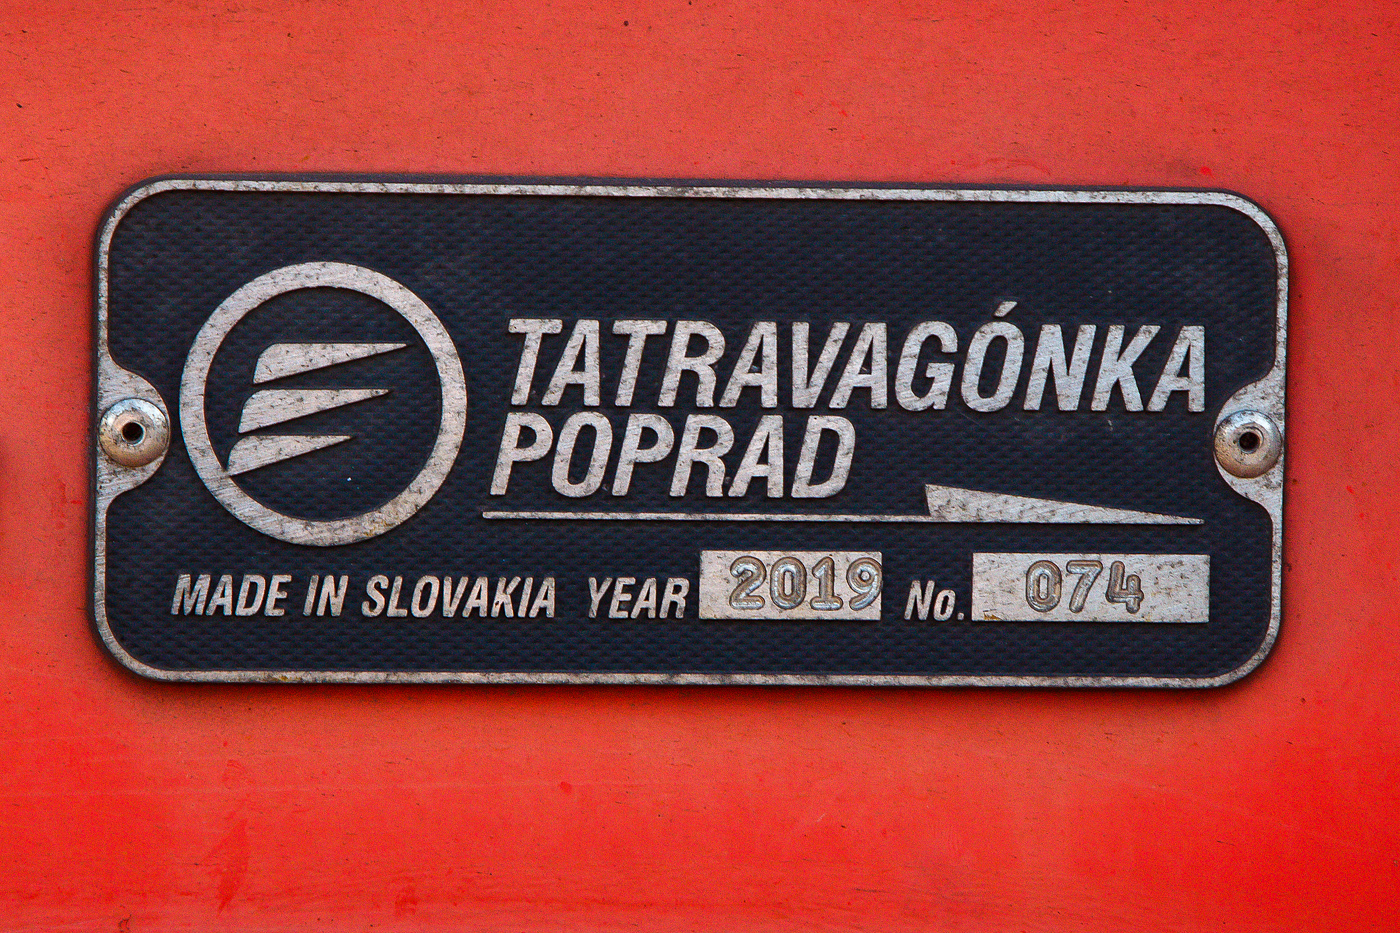 TATRAVAGÓNKA
POPRAD
MADE IN SLOVAKIA YEAR 2019 No. 074